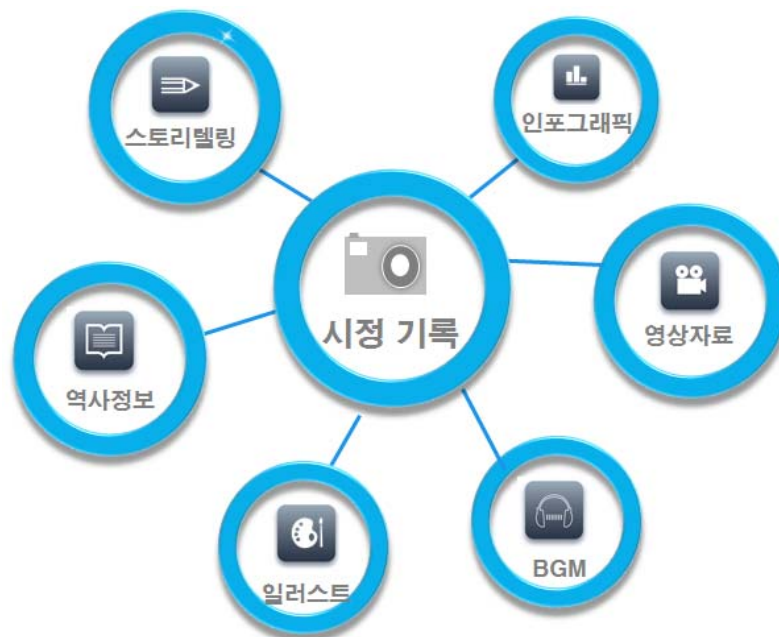 스토리텔링
인포그래픽
시정 기록
영상자료
역사정보
일러스트
BGM